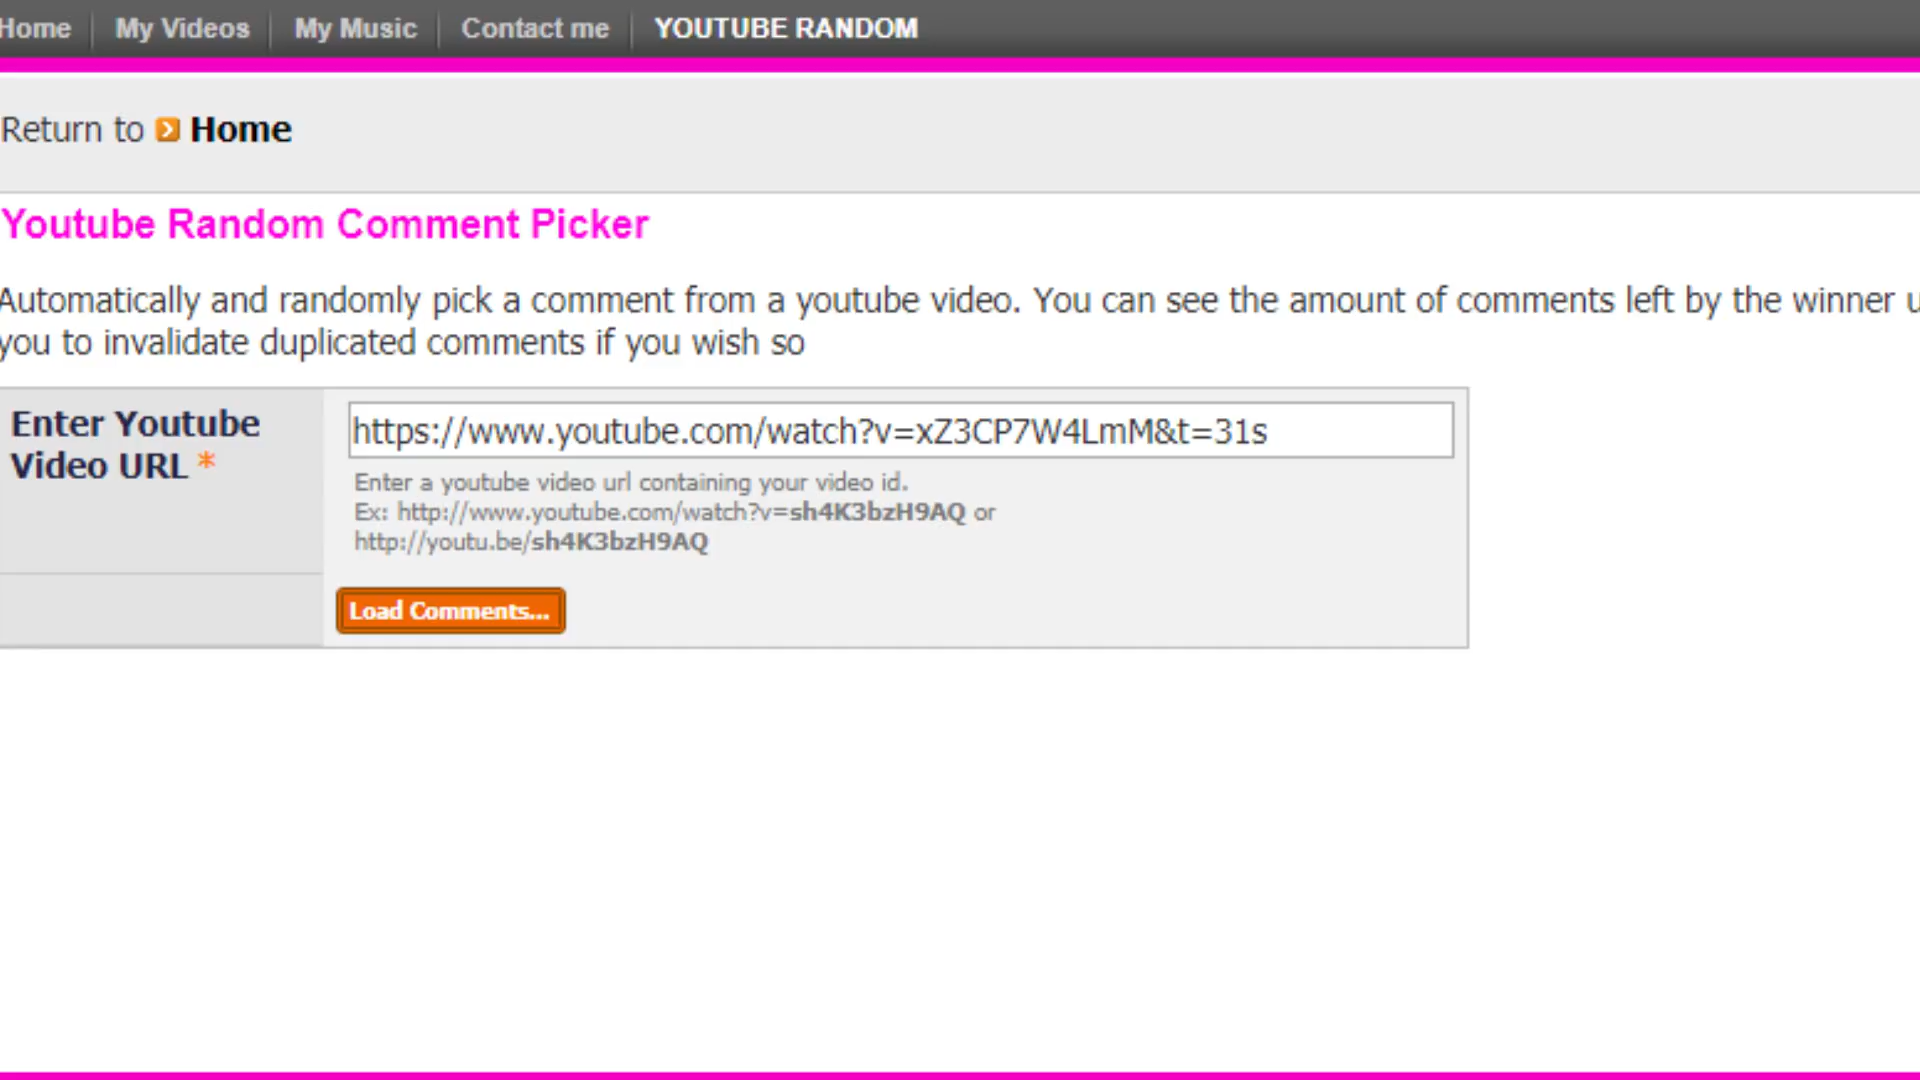 Home My Videos My Music Contact me YOUTUBE RANDOM
Return to Home
Youtube Random Comment Picker
Automatically and randomly pick a comment from a youtube video. You can see the amount of comments left by the winner
you to invalidate duplicated comments if you wish so
Enter Youtube
Video URL *
https://www.youtube.com/watch?v=xZ3CP7W4LmM&t=31s
Enter a youtube video url containing your video id.
Ex: http://www.youtube.com/watch?v=sh4K3bzH9AQ or
http://youtu.be/sh4K3bzH9AQ
Load Comments...